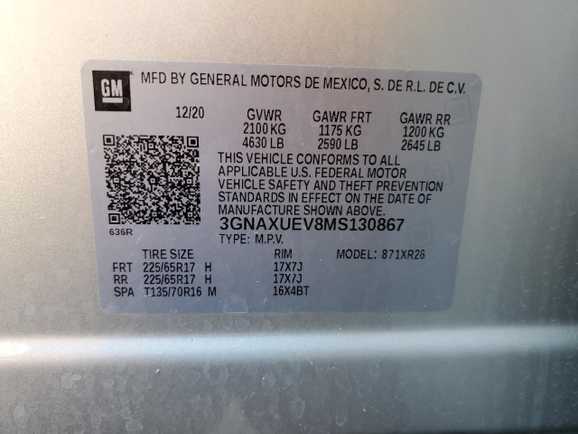 GM
MFD BY GENERAL MOTORS DE MEXICO, S. DE R.L. DE C.V.
12/20 GVWR GAWR FRT GAWR RR
2100 KG 1175 KG 1200 KG
4630 LB 2590 LB 2645 LB
THIS VEHICLE CONFORMS TO ALL
APPLICABLE U.S. FEDERAL MOTOR
VEHICLE SAFETY AND THEFT PREVENTION
STANDARDS IN EFFECT ON THE DATE OF
MANUFACTURE SHOWN ABOVE.
636R 3GNAXUEV8MS130867
TYPE: M.P.V.
TIRE SIZE RIM MODEL: 871XR26
FRT 225/65R17 H 17X7J
RR 225/65R17 H 17X7J
SPA T135/70R16 M 16X4BT